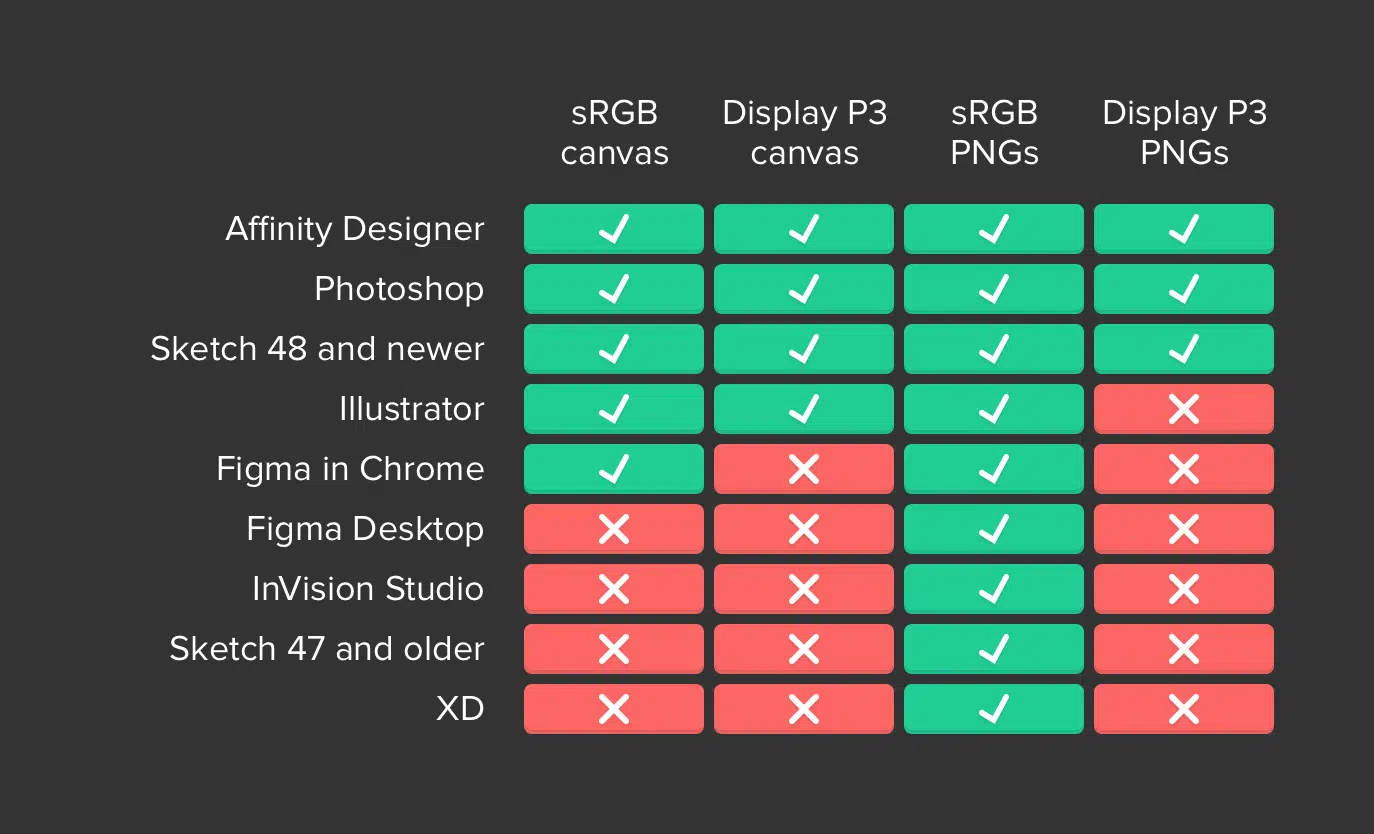 sRGB canvas
Display P3 canvas
sRGB PNGs
Display P3 PNGs
Affinity Designer
Photoshop
Sketch 48 and newer
Illustrator
Figma in Chrome
Figma Desktop
InVision Studio
Sketch 47 and older
XD